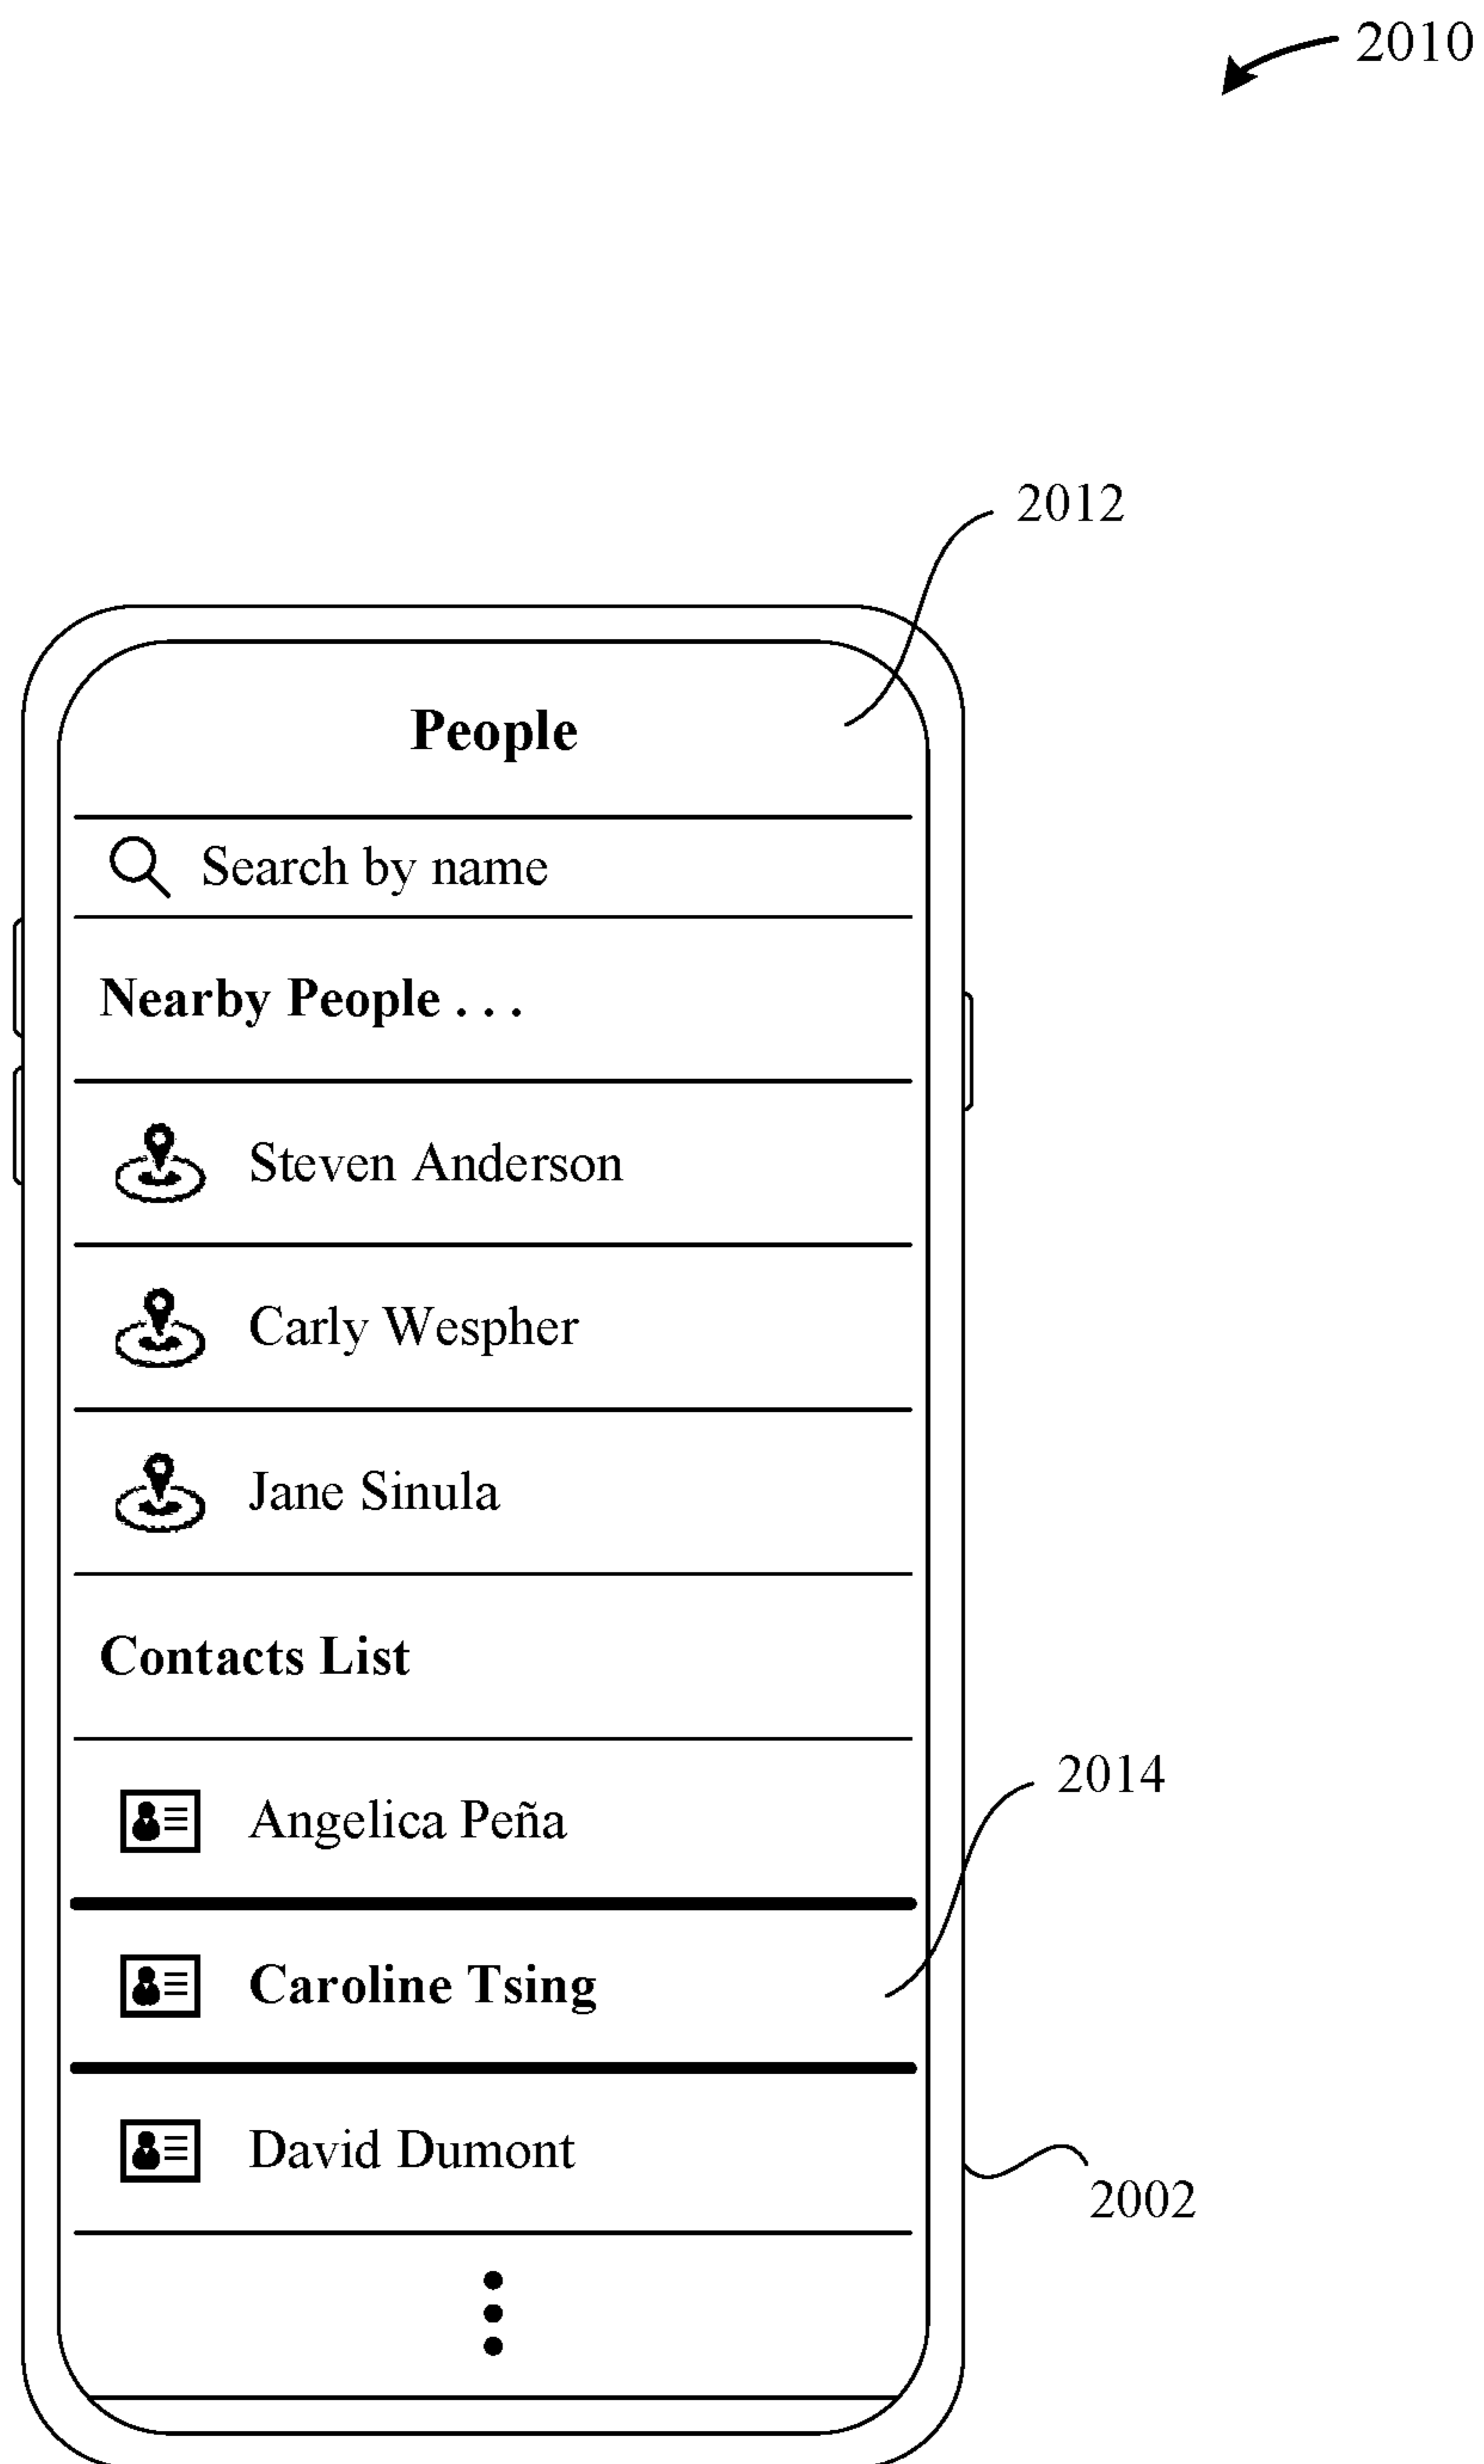 2010
2012
People
Search by name
Nearby People . . .
Steven Anderson
Carly Wespher
Jane Sinula
Contacts List
2014
Angelica Peña
Caroline Tsing
David Dumont
2002